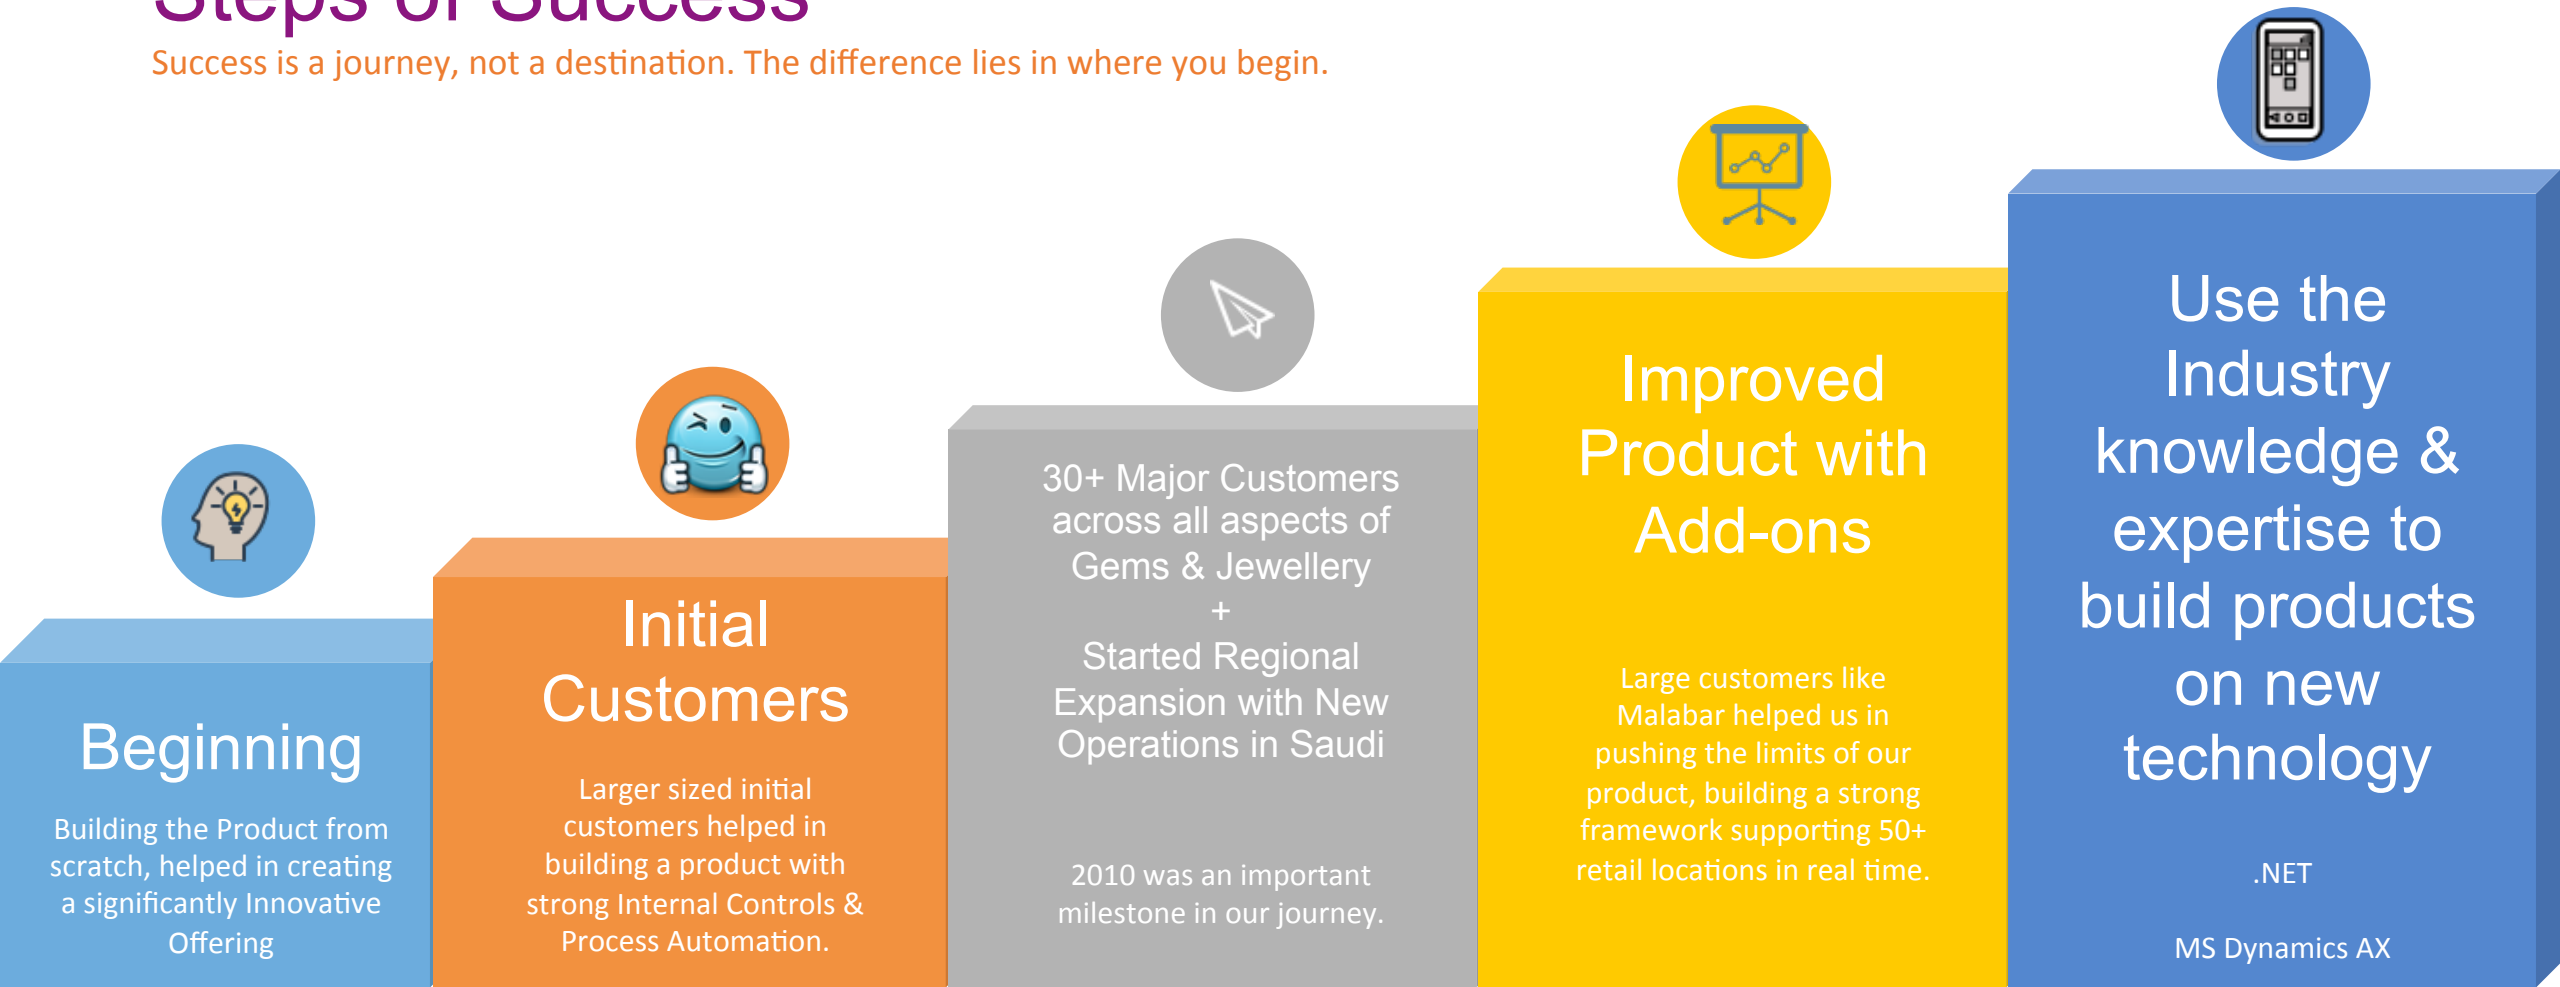 Steps of Success
Success is a journey, not a destination. The difference lies in where you begin.
Beginning
Building the Product from
scratch, helped in creating
a significantly Innovative
Offering
Initial
Customers
Larger sized initial
customers helped in
building a product with
strong Internal Controls &
Process Automation.
30+ Major Customers
across all aspects of
Gems & Jewellery
+
Started Regional
Expansion with New
Operations in Saudi
2010 was an important
milestone in our journey.
Improved
Product with
Add-ons
Large customers like
Malabar helped us in
pushing the limits of our
product, building a strong
framework supporting 50+
retail locations in real time.
Use the
Industry
knowledge &
expertise to
build products
on new
technology
.NET
MS Dynamics AX